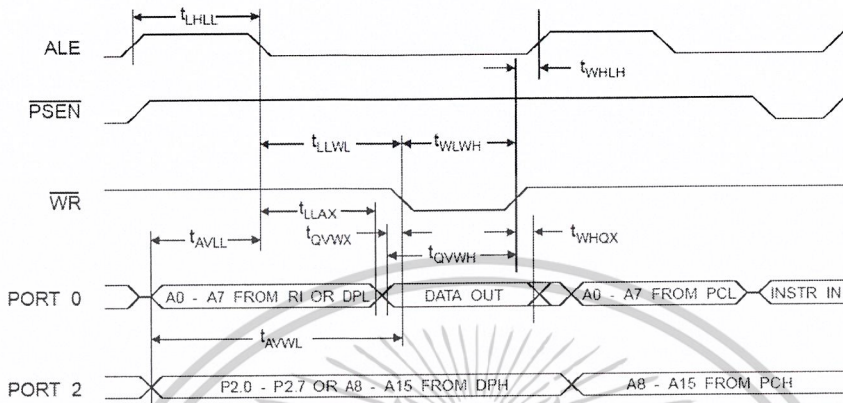 tLHLL
ALE
tWHLH
PSEN
tLLWL tWLWH
WR
tLLAX
tAVLL tQVWX tWHQX
tQVWH
PORT 0 A0 - A7 FROM RI OR DPL DATA OUT A0 - A7 FROM PCL INSTR IN
tAVWL
PORT 2 P2.0 - P2.7 OR A8 - A15 FROM DPH A8 - A15 FROM PCH